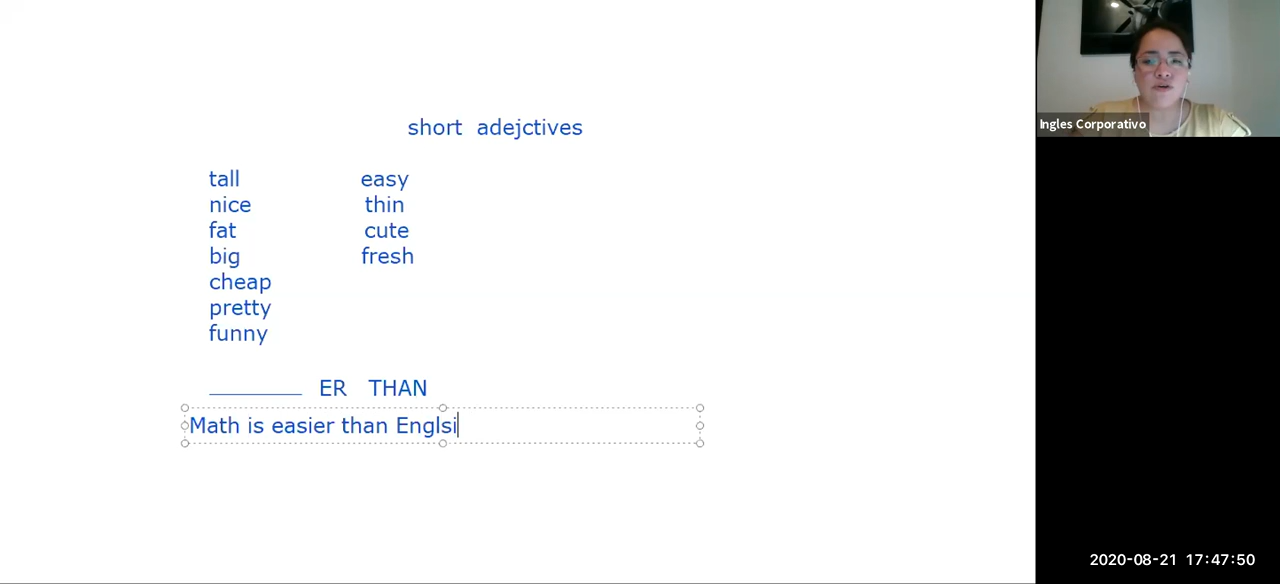 short adejctives
tall easy
nice thin
fat cute
big fresh
cheap
pretty
funny
ER THAN
Math is easier than Englsi
Ingles Corporativo
2020-08-21 17:47:50